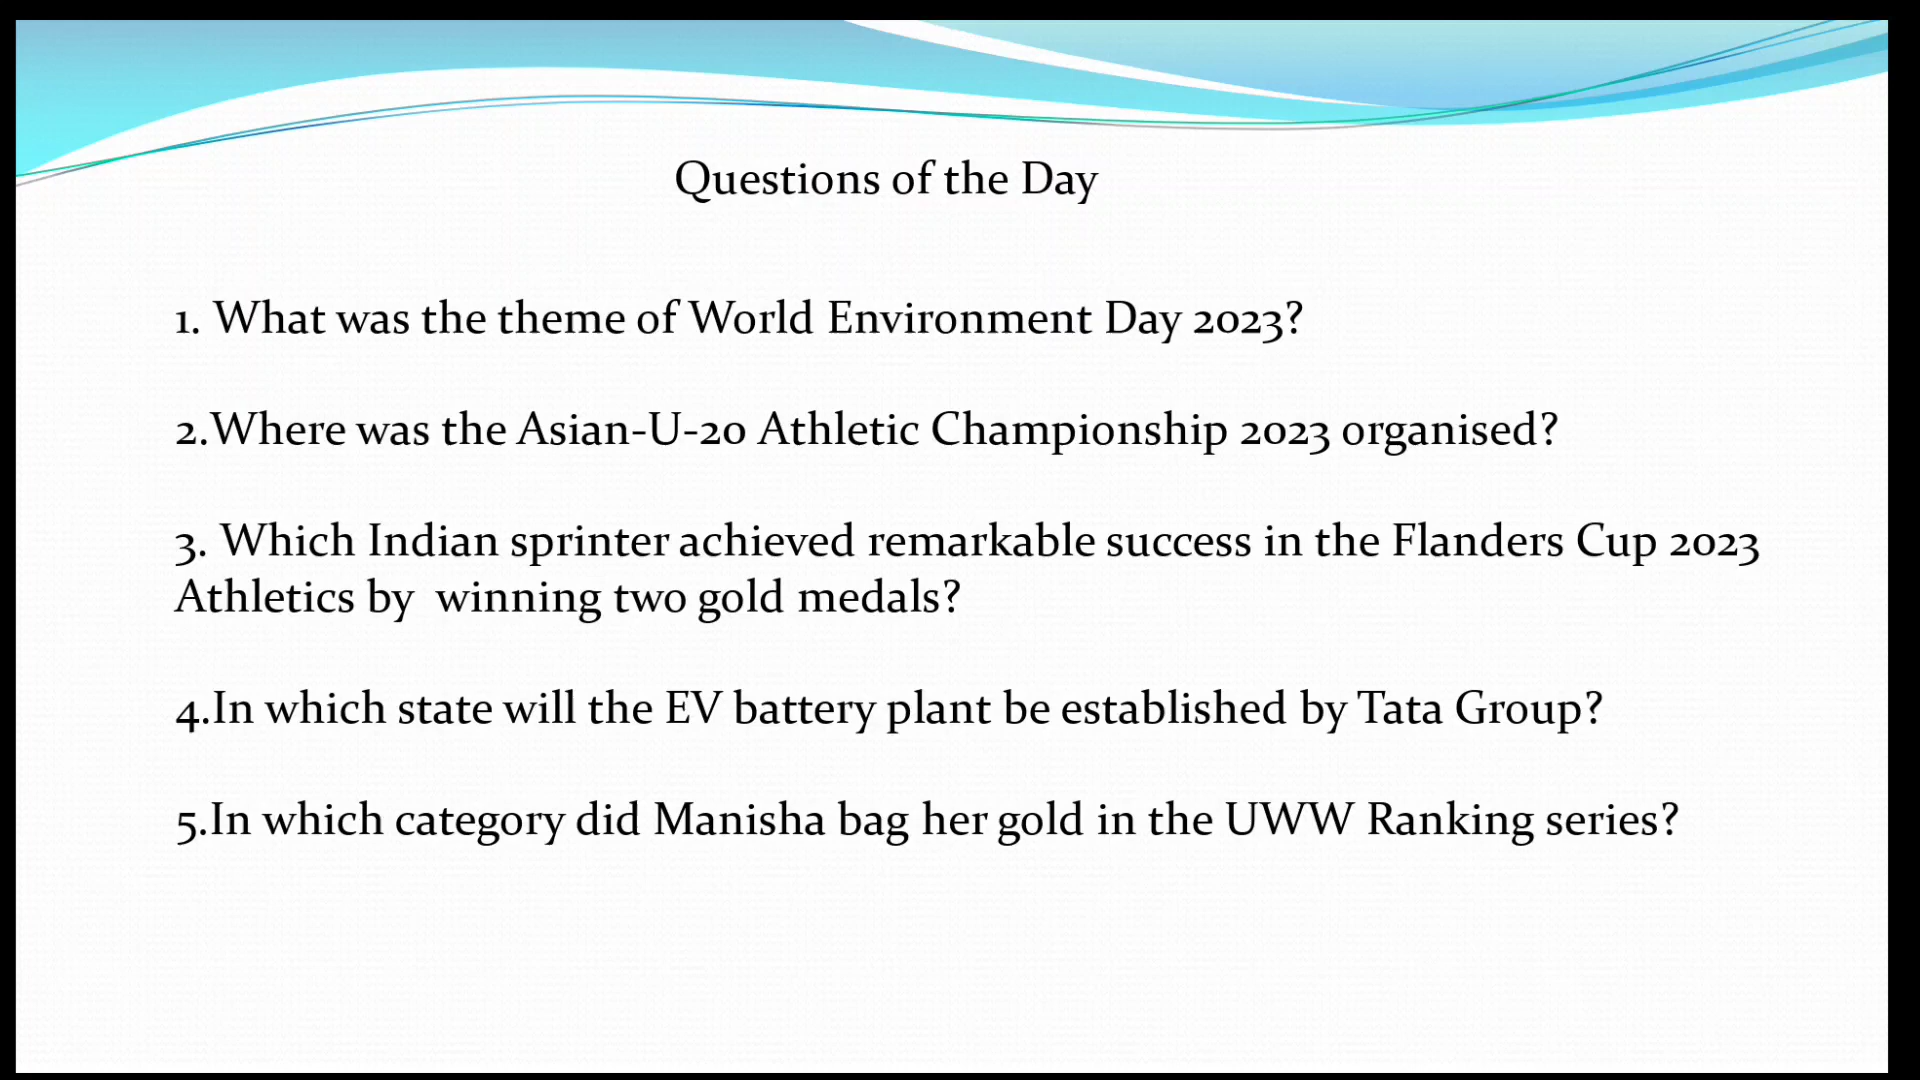 Questions of the Day
1. What was the theme of World Environment Day 2023?
2.Where was the Asian-U-20 Athletic Championship 2023 organised?
3. Which Indian sprinter achieved remarkable success in the Flanders Cup 2023
Athletics by  winning two gold medals?
4.In which state will the EV battery plant be established by Tata Group?
5.In which category did Manisha bag her gold in the UWW Ranking series?